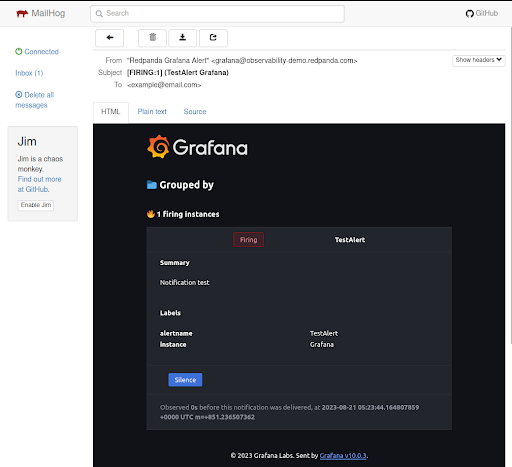 MailHog
Search
GitHub
Connected
Inbox (1)
Delete all
messages
Jim
Jim is a chaos
monkey.
Find out more
at GitHub.
Enable Jim
From "Redpanda Grafana Alert" <grafana@observability-demo.redpanda.com>
Show headers
Subject [FIRING:1] (TestAlert Grafana)
To <example@email.com>
HTML Plain text Source
Grafana
Grouped by
1 firing instances
Firing TestAlert
Summary
Notification test
Labels
alertname TestAlert
instance Grafana
Silence
Observed 0s before this notification was delivered, at 2023-08-21 05:23:44.164807859
+0000 UTC m=+851.236507362
© 2023 Grafana Labs. Sent by Grafana v10.0.3.